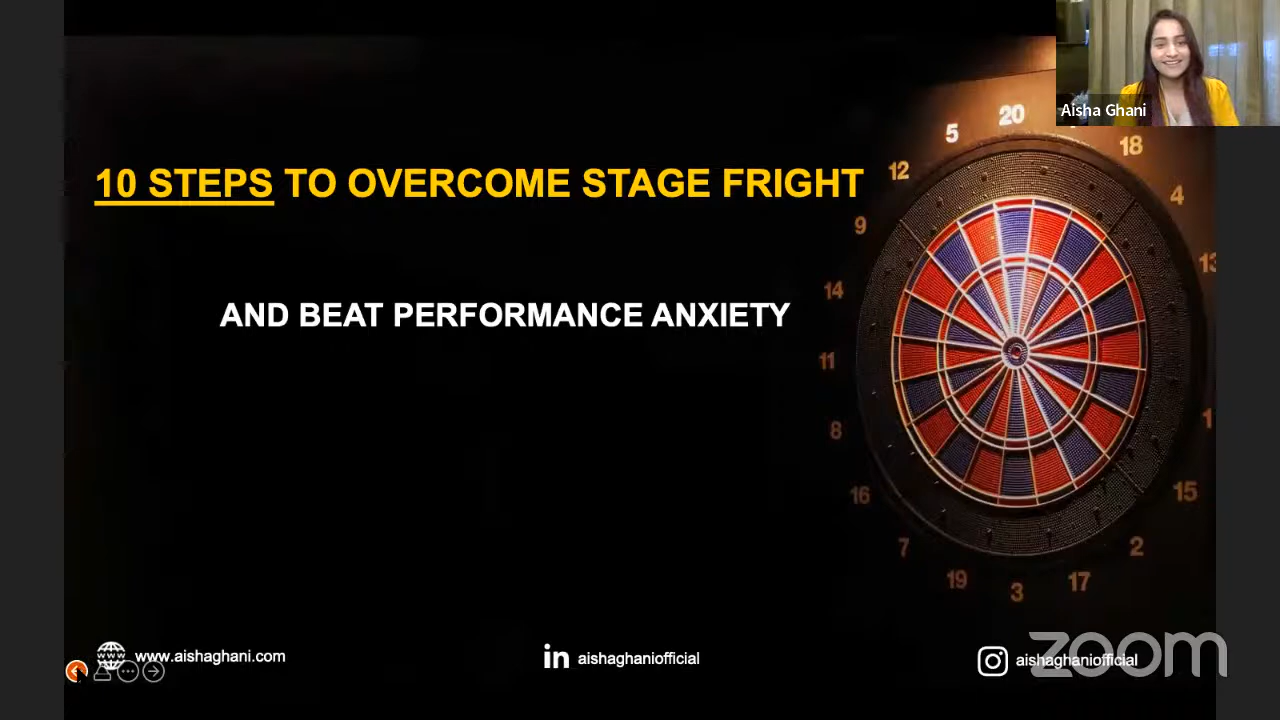 Aisha Ghani
10 STEPS TO OVERCOME STAGE FRIGHT
AND BEAT PERFORMANCE ANXIETY
5
20
18
12
4
9
13
14
11
8
16
15
7
2
19
3
17
www.aishaghani.com
in aishaghaniofficial
aishaghaniofficial
zoom